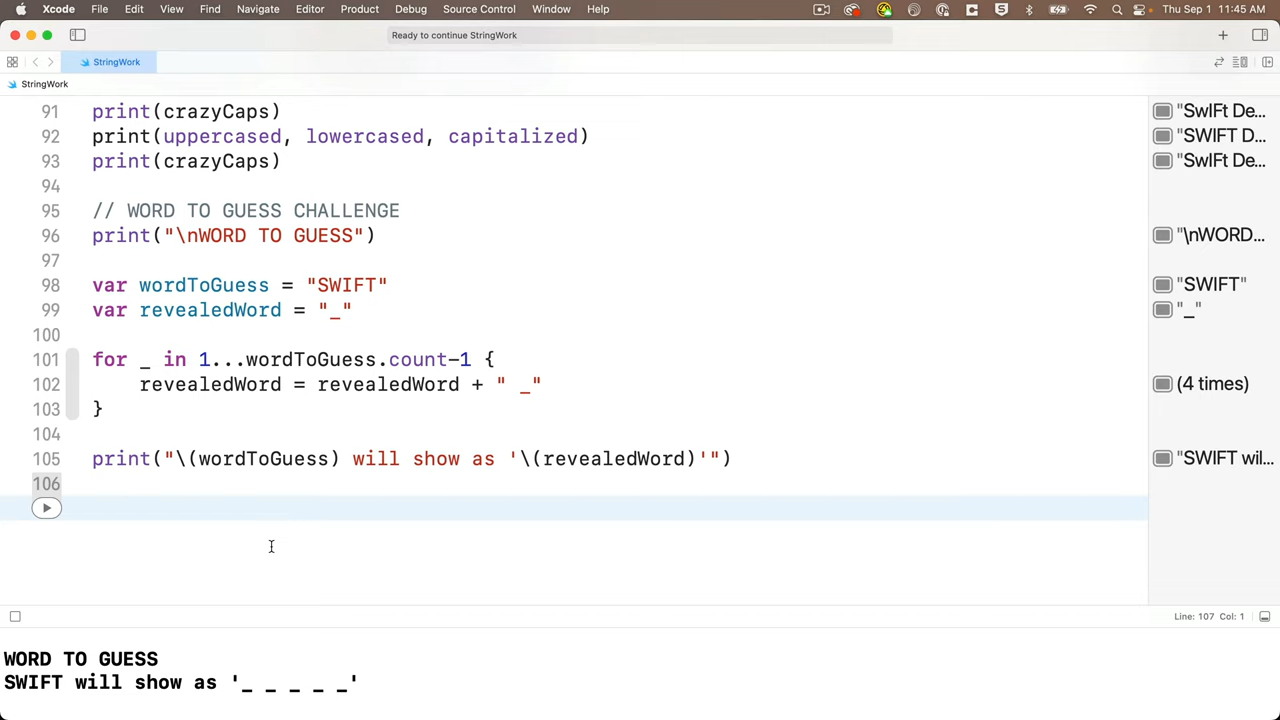 Xcode File Edit View Find Navigate Editor Product Debug Source Control Window Help Thu Sep 1 11:45 AM
Ready to continue StringWork
StringWork
StringWork
91 print(crazyCaps) "SwIFt De...
92 print(uppercased, lowercased, capitalized) "SWIFT D...
93 print(crazyCaps) "SwIFt De...
94
95 // WORD TO GUESS CHALLENGE
96 print("\nWORD TO GUESS") "\nWORD...
97
98 var wordToGuess = "SWIFT" "SWIFT"
99 var revealedWord = "_" "_"
100
101 for _ in 1...wordToGuess.count-1 {
102 revealedWord = revealedWord + " _" (4 times)
103 }
104
105 print("\(wordToGuess) will show as '\(revealedWord)'") "SWIFT wil...
106
Line: 107 Col: 1
WORD TO GUESS
SWIFT will show as '_ _ _ _ _'